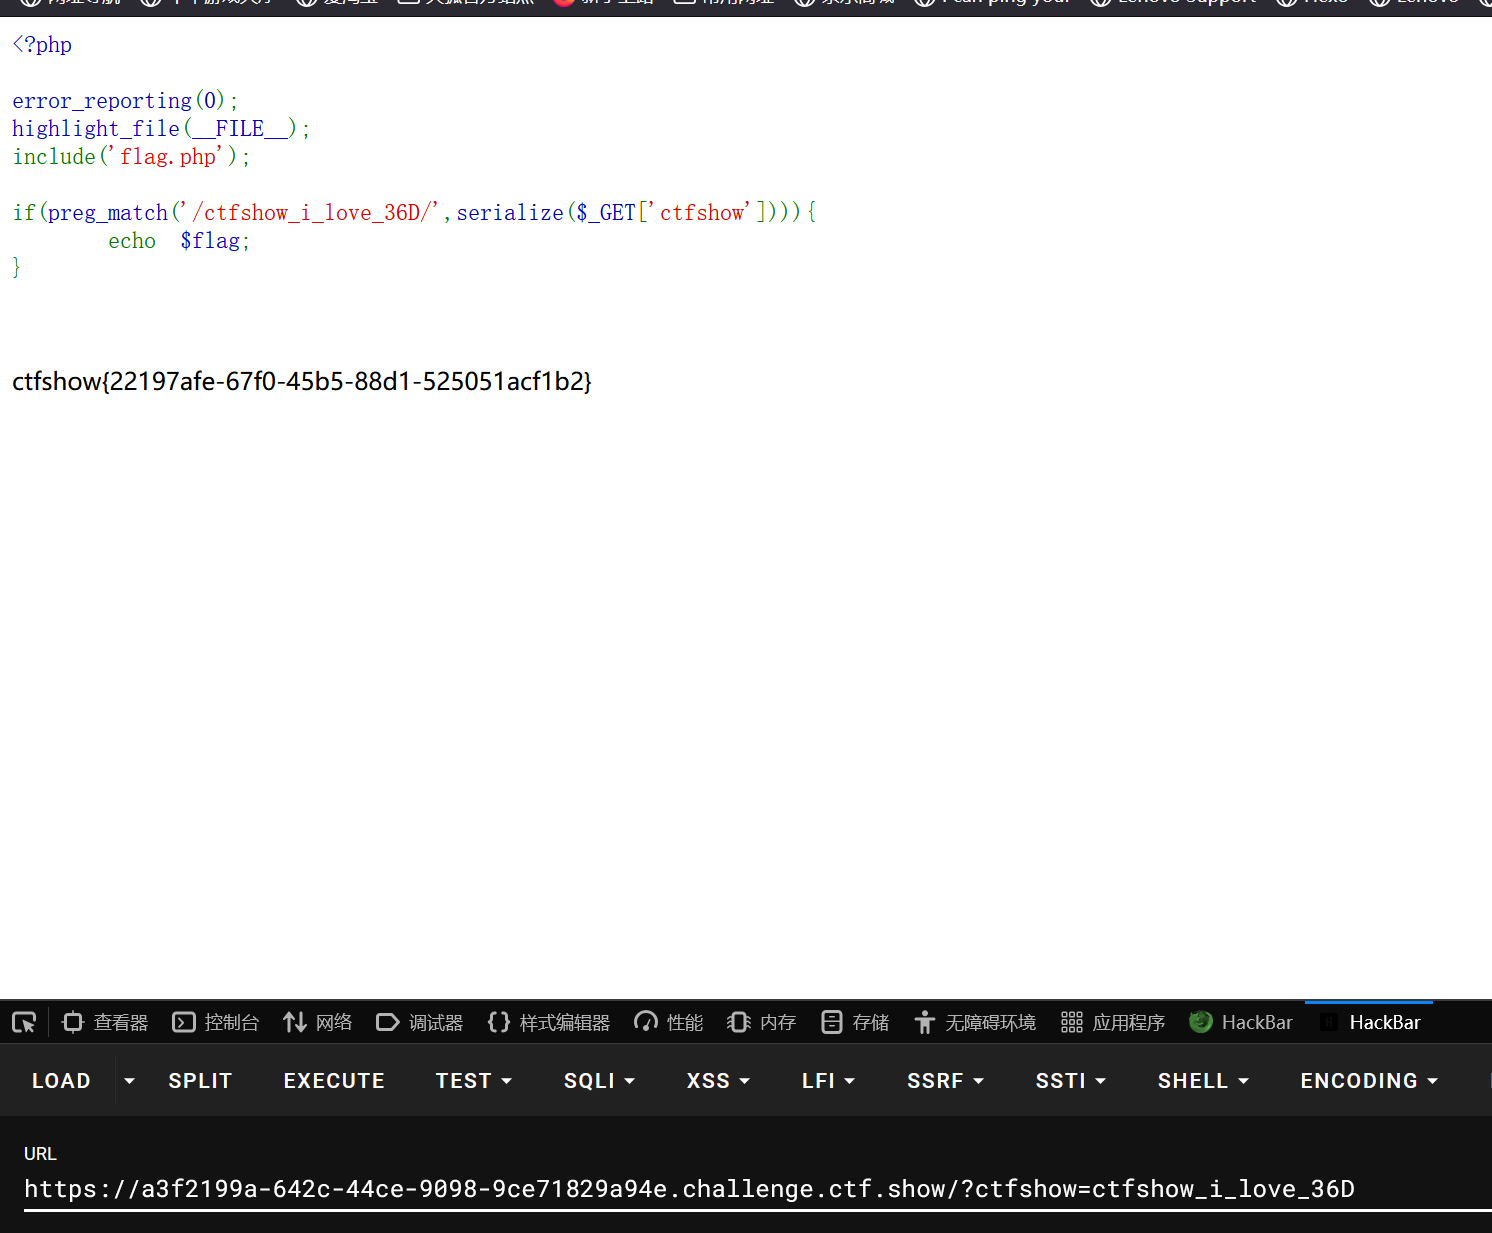 <?php
error_reporting(0);
highlight_file(__FILE__);
include('flag.php');
if(preg_match('/ctfshow_i_love_36D/',serialize($_GET['ctfshow']))){
echo $flag;
}
ctfshow{22197afe-67f0-45b5-88d1-525051acf1b2}
查看器 控制台 网络 调试器 样式编辑器 性能 内存 存储 无障碍环境 应用程序 HackBar HackBar
LOAD SPLIT EXECUTE TEST SQLI XSS LFI SSRF SSTI SHELL ENCODING
URL
https://a3f2199a-642c-44ce-9098-9ce71829a94e.challenge.ctf.show/?ctfshow=ctfshow_i_love_36D